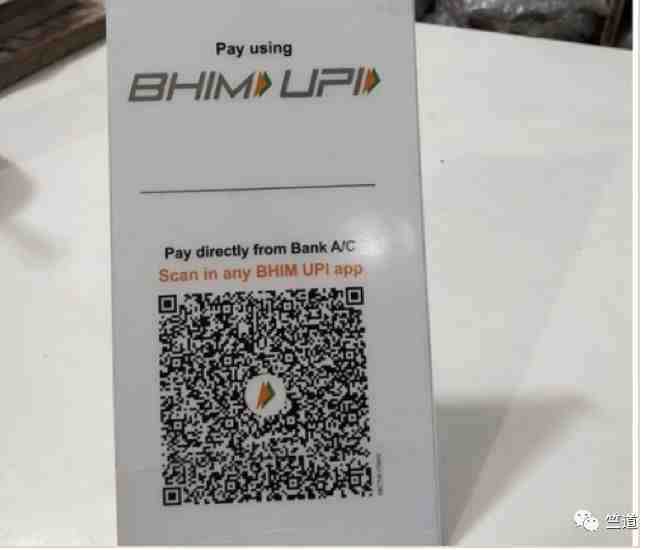 Pay using
BHIM UPI
Pay directly from Bank A/C
Scan in any BHIM UPI app
竺道